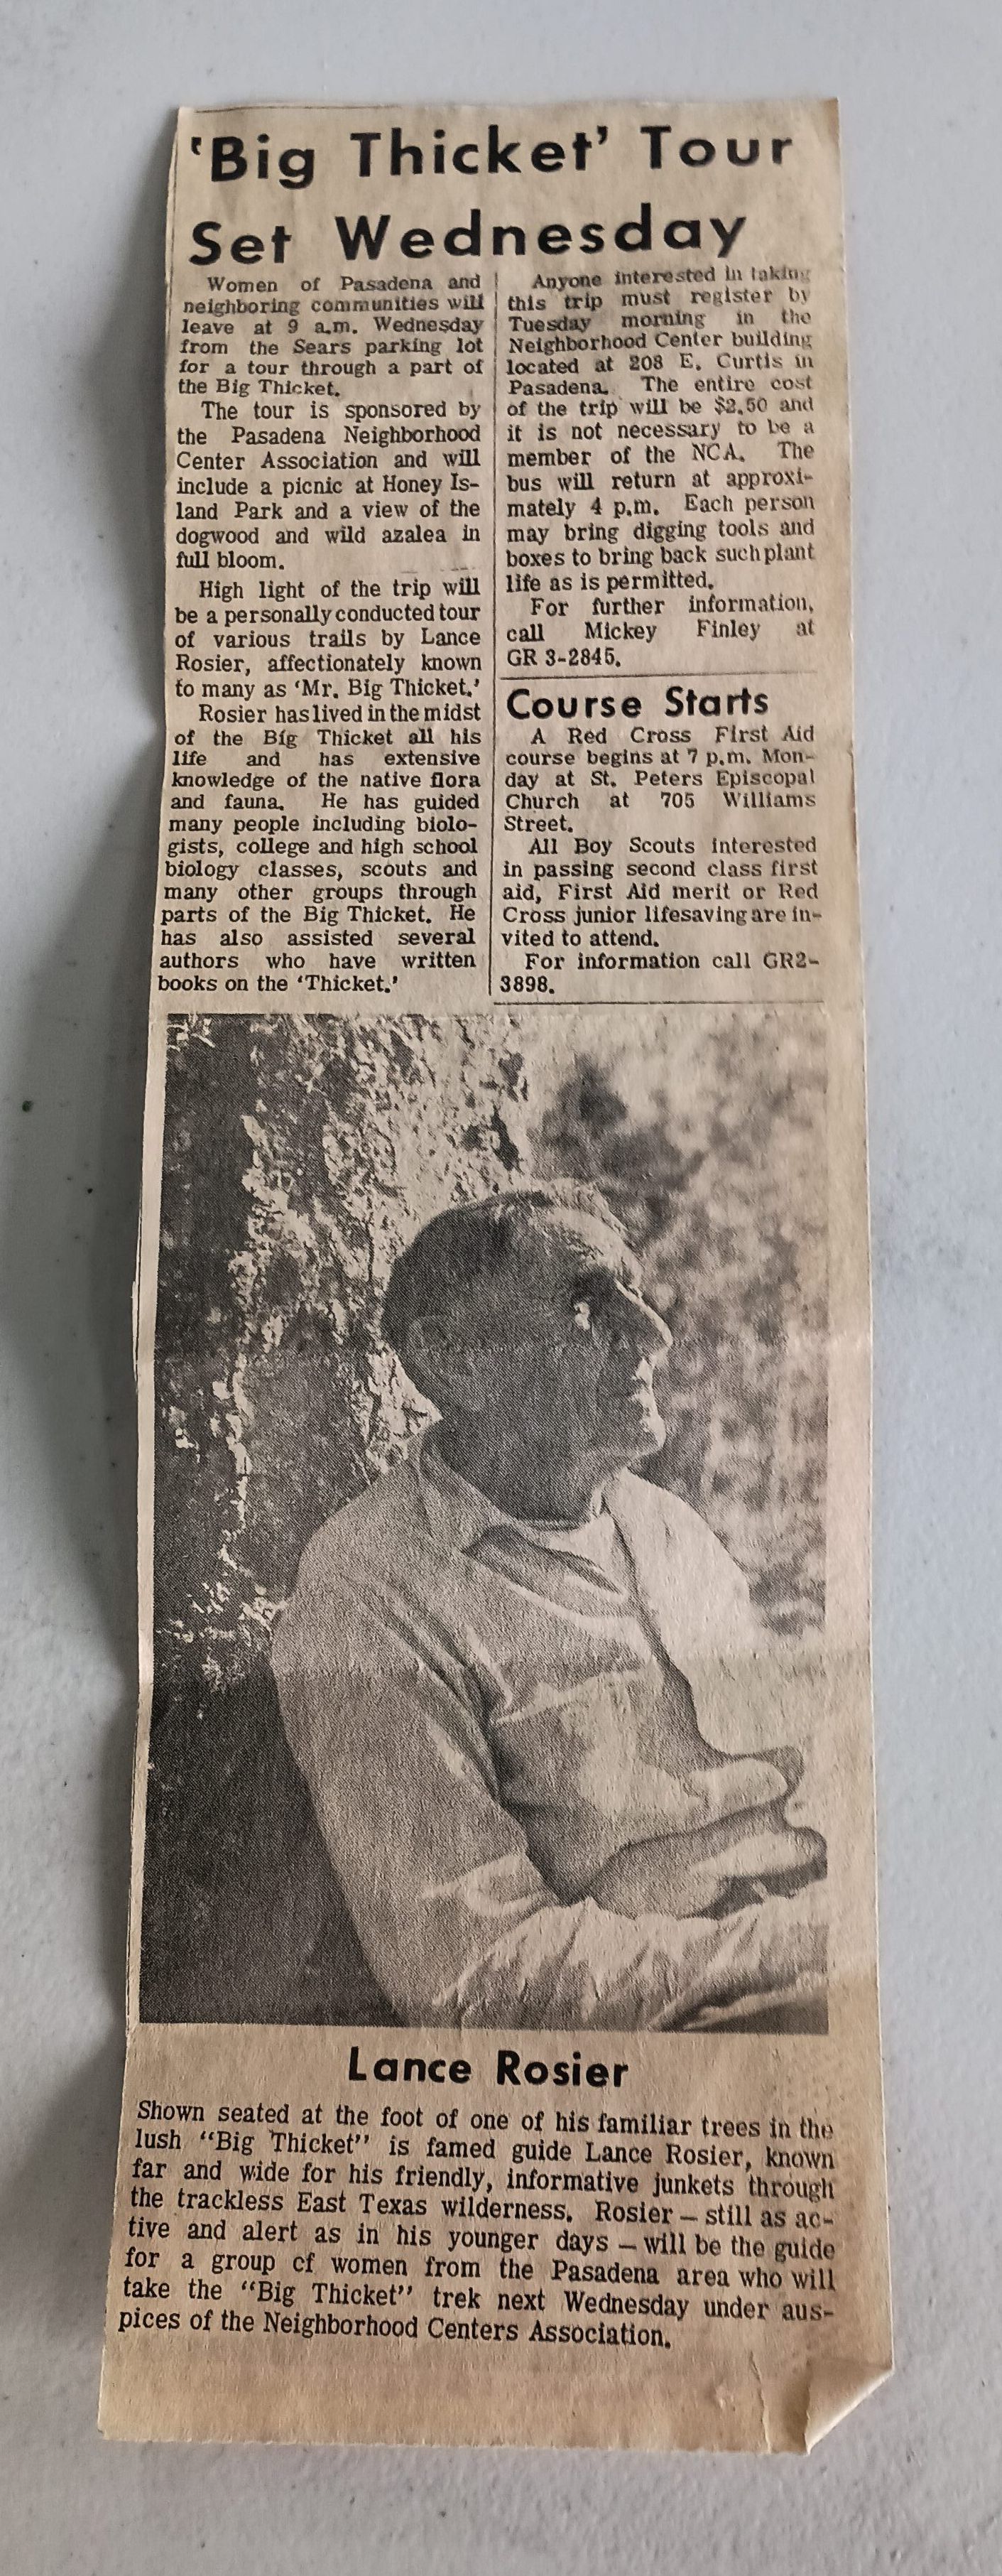 'Big Thicket' Tour
Set Wednesday
Women of Pasadena and
neighboring communities will
leave at 9 a.m. Wednesday
from the Sears parking lot
for a tour through a part of
the Big Thicket.
The tour is sponsored by
the Pasadena Neighborhood
Center Association and will
include a picnic at Honey Is-
land Park and a view of the
dogwood and wild azalea in
full bloom.
High light of the trip will
be a personally conducted tour
of various trails by Lance
Rosier, affectionately known
to many as 'Mr. Big Thicket.'
Rosier has lived in the midst
of the Big Thicket all his
life and has extensive
knowledge of the native flora
and fauna. He has guided
many people including biolo-
gists, college and high school
biology classes, scouts and
many other groups through
parts of the Big Thicket. He
has also assisted several
authors who have written
books on the 'Thicket.'
Anyone interested in taking
this trip must register by
Tuesday morning in the
Neighborhood Center building
located at 208 E. Curtis in
Pasadena. The entire cost
of the trip will be $2.50 and
it is not necessary to be a
member of the NCA. The
bus will return at approxi-
mately 4 p.m. Each person
may bring digging tools and
boxes to bring back such plant
life as is permitted.
For further information,
call Mickey Finley at
GR 3-2845.
Course Starts
A Red Cross First Aid
course begins at 7 p.m. Mon-
day at St. Peters Episcopal
Church at 705 Williams
Street.
All Boy Scouts interested
in passing second class first
aid, First Aid merit or Red
Cross junior lifesaving are in-
vited to attend.
For information call GR2-
3898.
Lance Rosier
Shown seated at the foot of one of his familiar trees in the
lush "Big Thicket" is famed guide Lance Rosier, known
far and wide for his friendly, informative junkets through
the trackless East Texas wilderness. Rosier — still as ac-
tive and alert as in his younger days — will be the guide
for a group cf women from the Pasadena area who will
take the "Big Thicket" trek next Wednesday under aus-
pices of the Neighborhood Centers Association.